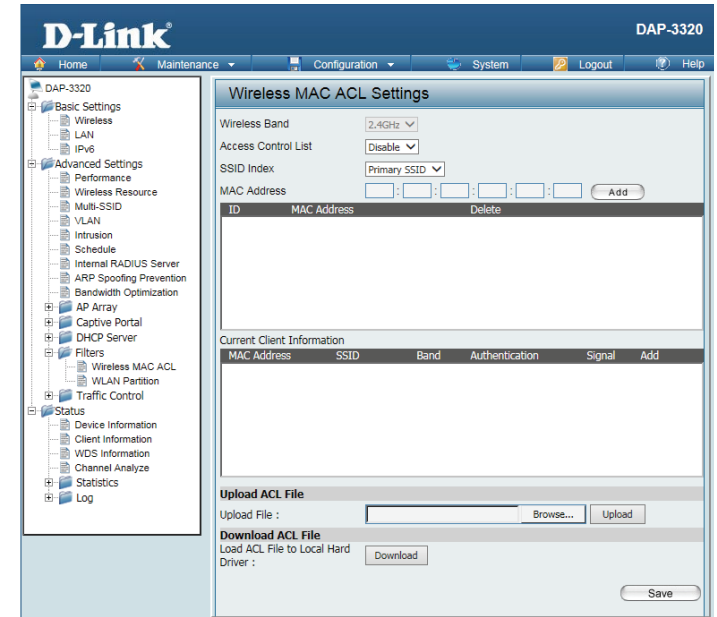 D-Link®
DAP-3320
Home Maintenance Configuration System Logout Help
DAP-3320
Basic Settings
Wireless
LAN
IPv6
Advanced Settings
Performance
Wireless Resource
Multi-SSID
VLAN
Intrusion
Schedule
Internal RADIUS Server
ARP Spoofing Prevention
Bandwidth Optimization
AP Array
Captive Portal
DHCP Server
Filters
Wireless MAC ACL
WLAN Partition
Traffic Control
Status
Device Information
Client Information
WDS Information
Channel Analyze
Statistics
Log
Wireless MAC ACL Settings
Wireless Band 2.4GHz
Access Control List Disable
SSID Index Primary SSID
MAC Address : : : : : Add
ID MAC Address Delete
Current Client Information
MAC Address SSID Band Authentication Signal Add
Upload ACL File
Upload File : Browse... Upload
Download ACL File
Load ACL File to Local Hard
Driver : Download
Save